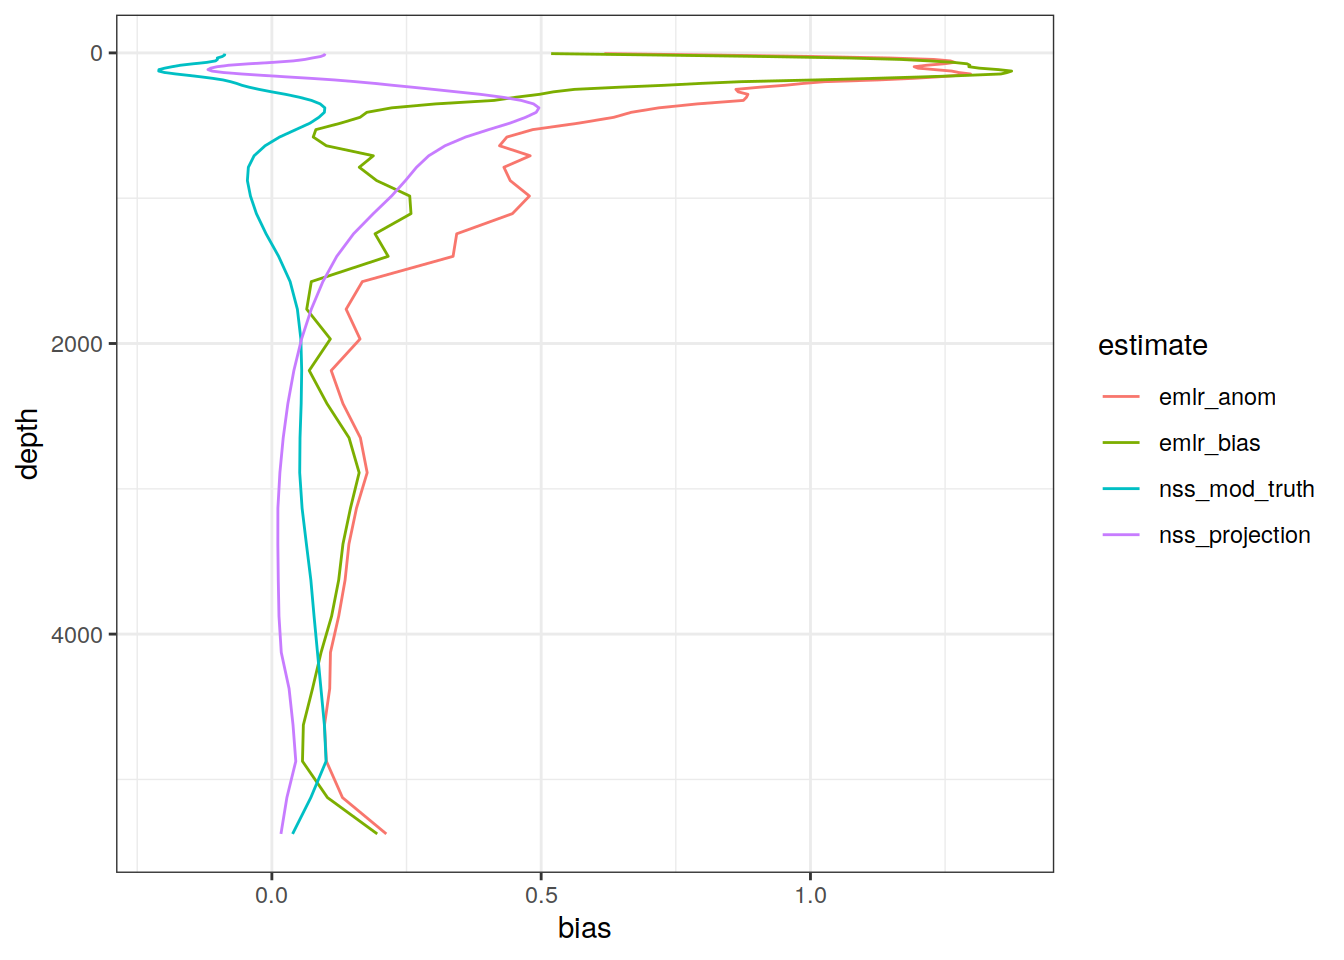 0
2000
4000
depth
0.0
0.5
1.0
bias
estimate
emlr_anom
emlr_bias
nss_mod_truth
nss_projection